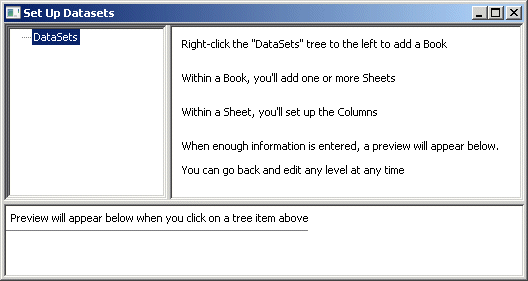 Set Up Datasets
DataSets
Right-click the "DataSets" tree to the left to add a Book
Within a Book, you'll add one or more Sheets
Within a Sheet, you'll set up the Columns
When enough information is entered, a preview will appear below.
You can go back and edit any level at any time
Preview will appear below when you click on a tree item above